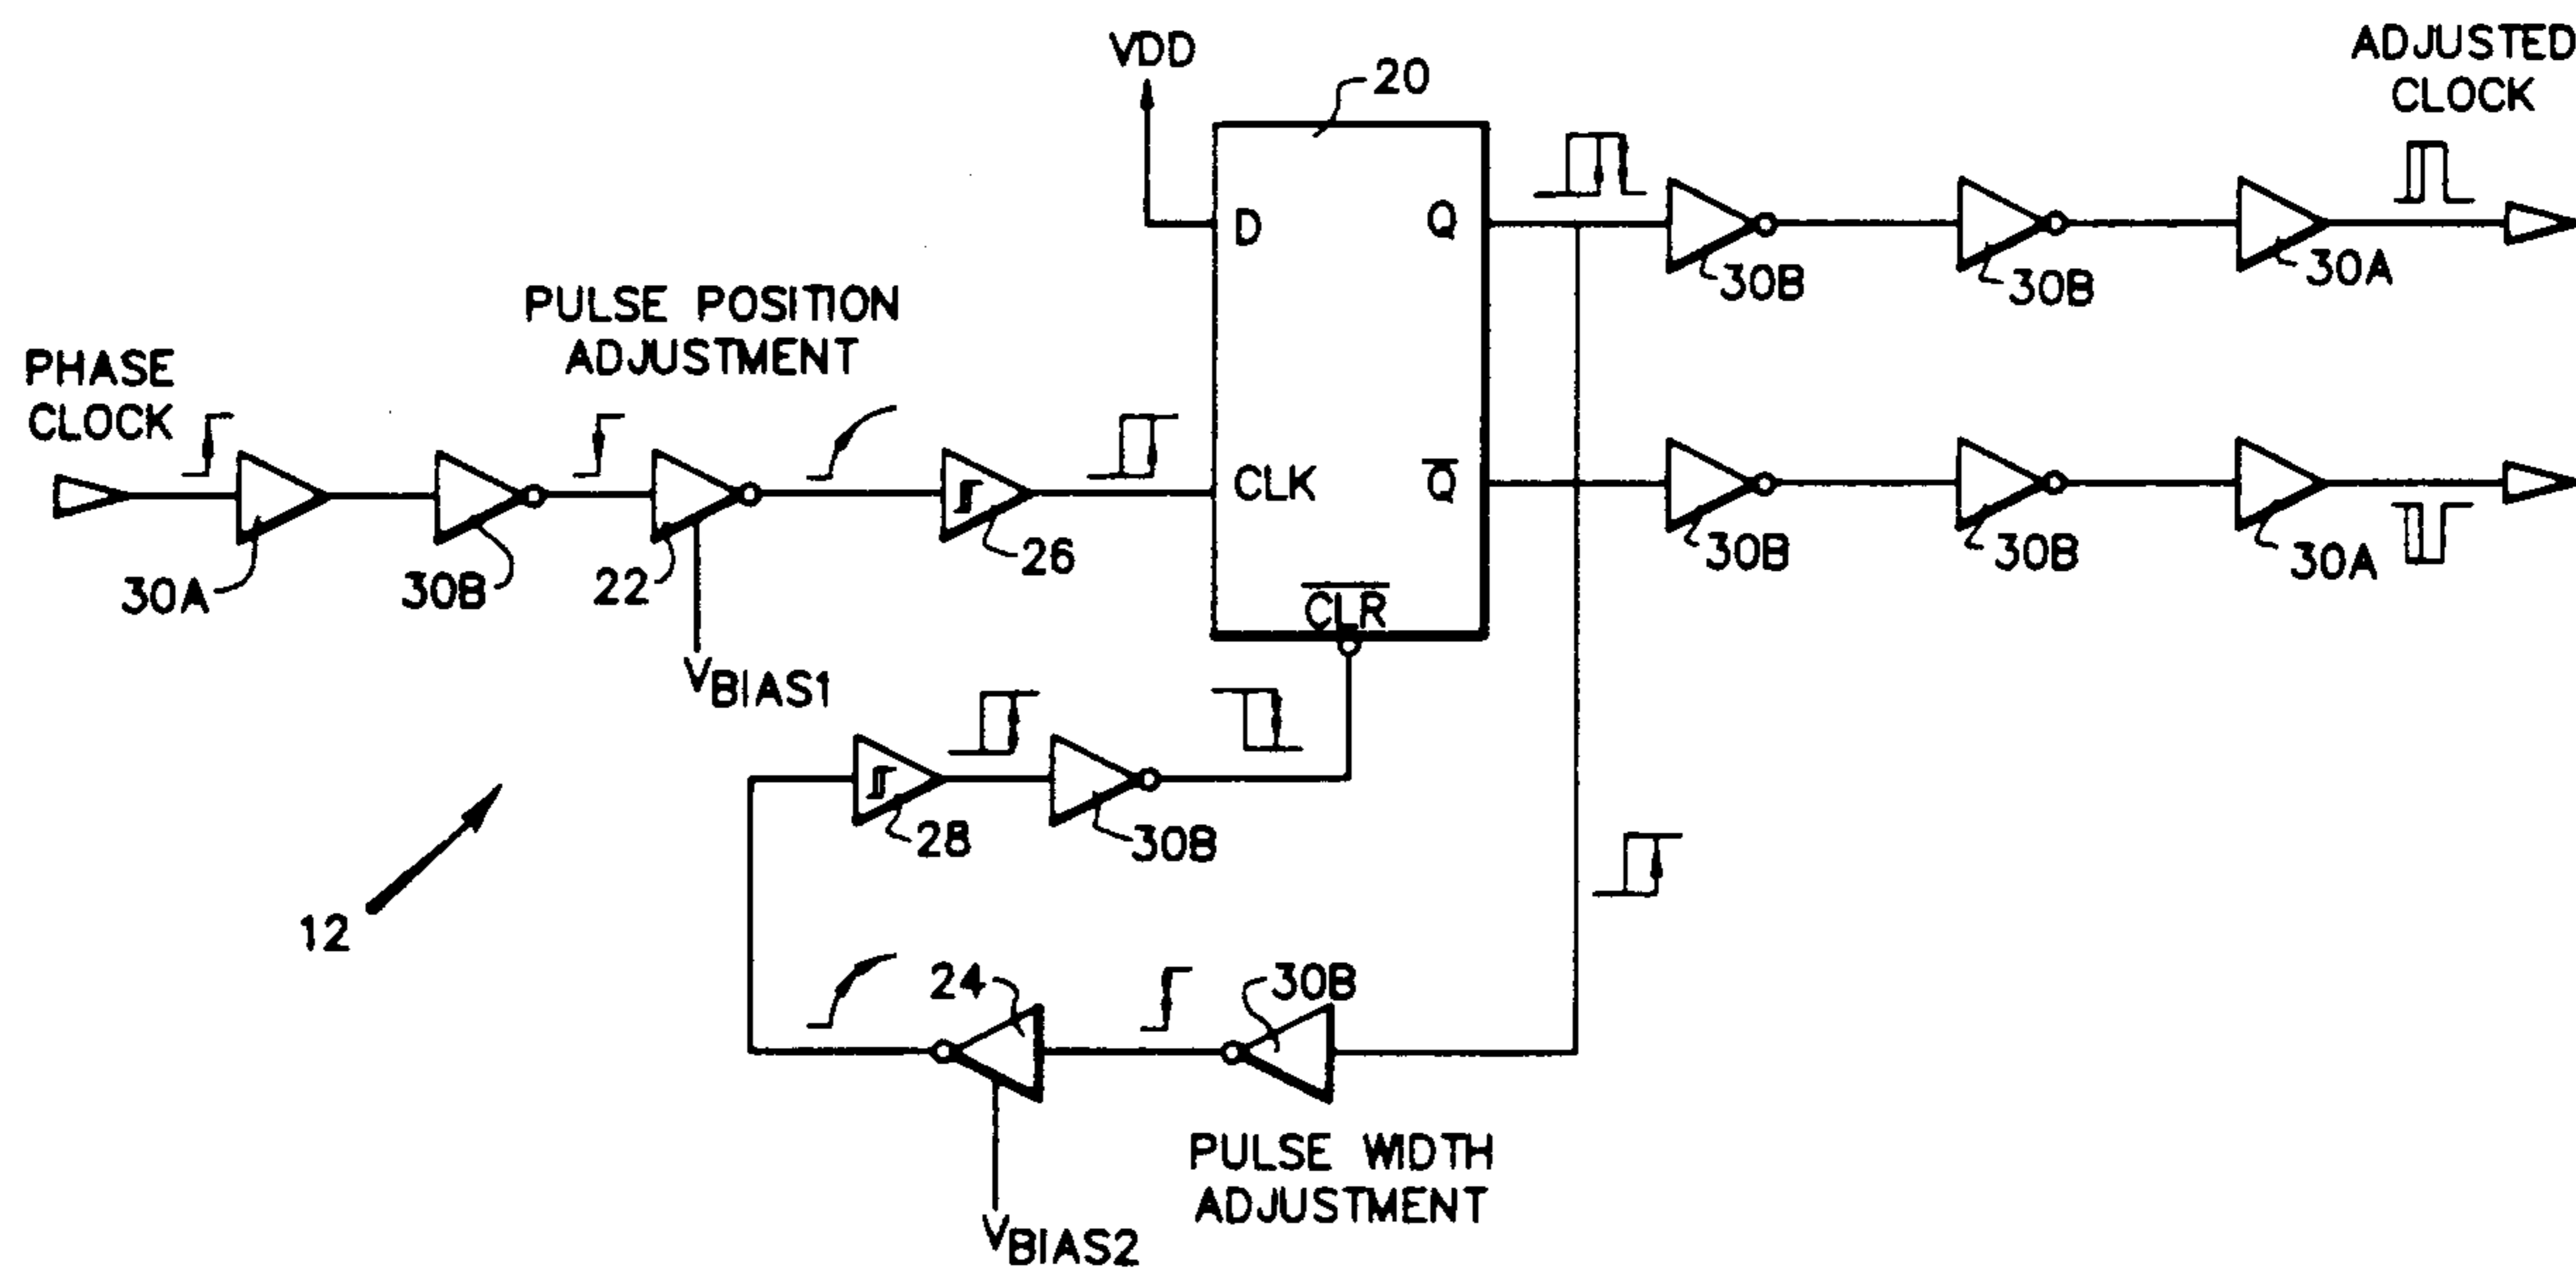 VDD
20
ADJUSTED
CLOCK
D
Q
30B
30B
30A
PULSE POSITION
ADJUSTMENT
PHASE
CLOCK
CLK
Q̅
26
30A
30B
22
30B
30B
30A
C̅L̅R̅
VBIAS1
28
30B
12
24
30B
PULSE WIDTH
ADJUSTMENT
VBIAS2